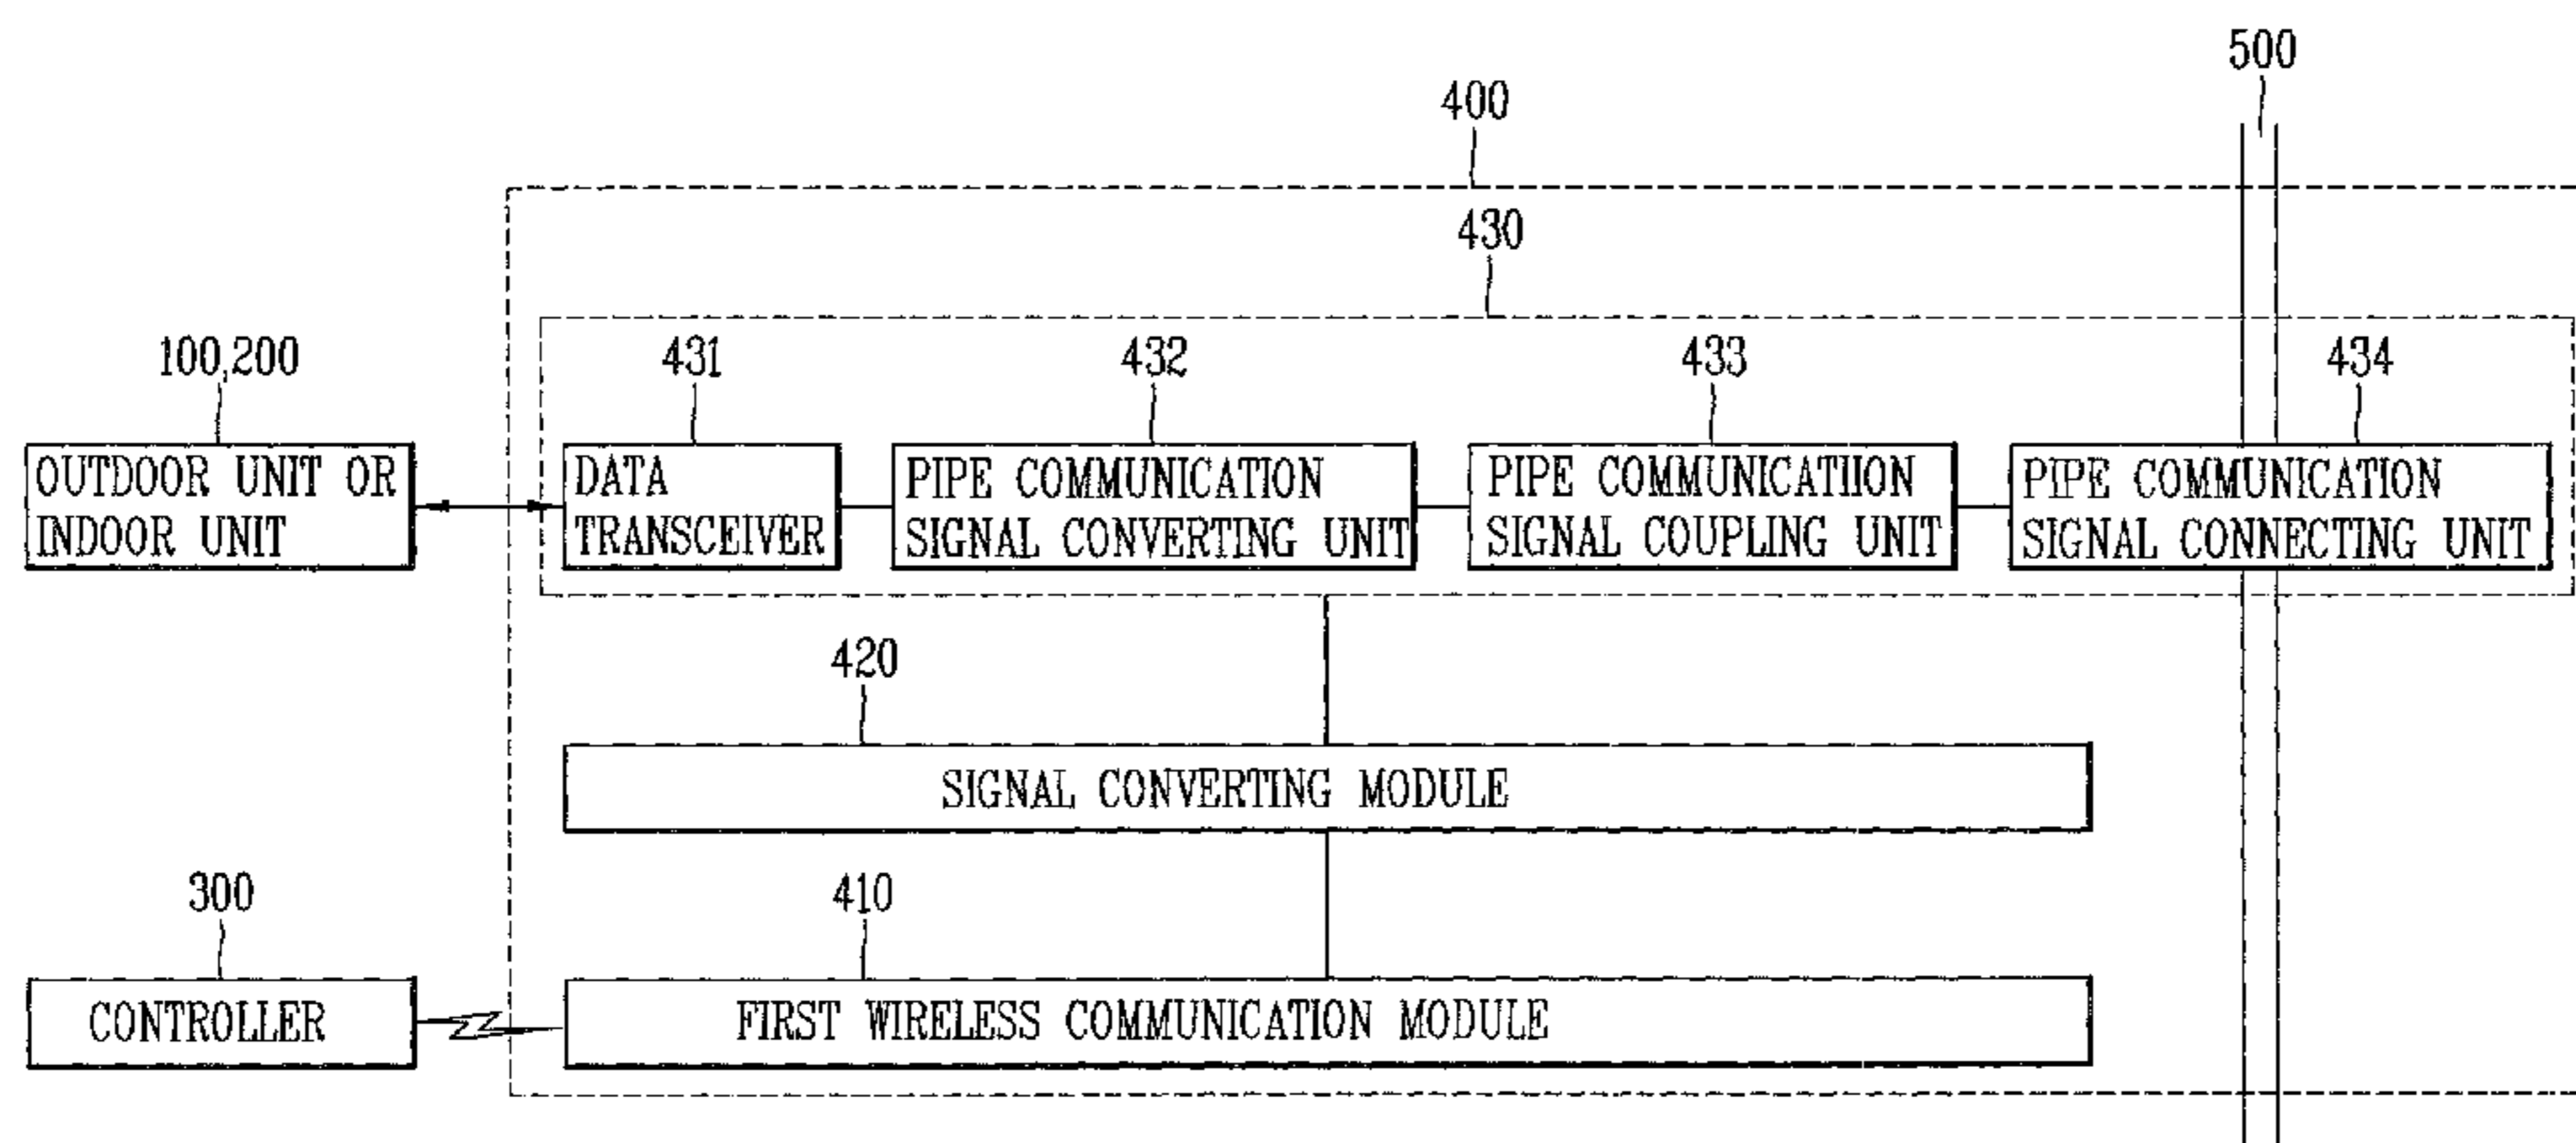 500
400
430
100,200
431
432
433
434
OUTDOOR UNIT OR
INDOOR UNIT
DATA
TRANSCEIVER
PIPE COMMUNICATION
SIGNAL CONVERTING UNIT
PIPE COMMUNICATIION
SIGNAL COUPLING UNIT
PIPE COMMUNICATION
SIGNAL CONNECTING UNIT
420
SIGNAL CONVERTING MODULE
300
410
CONTROLLER
FIRST WIRELESS COMMUNICATION MODULE